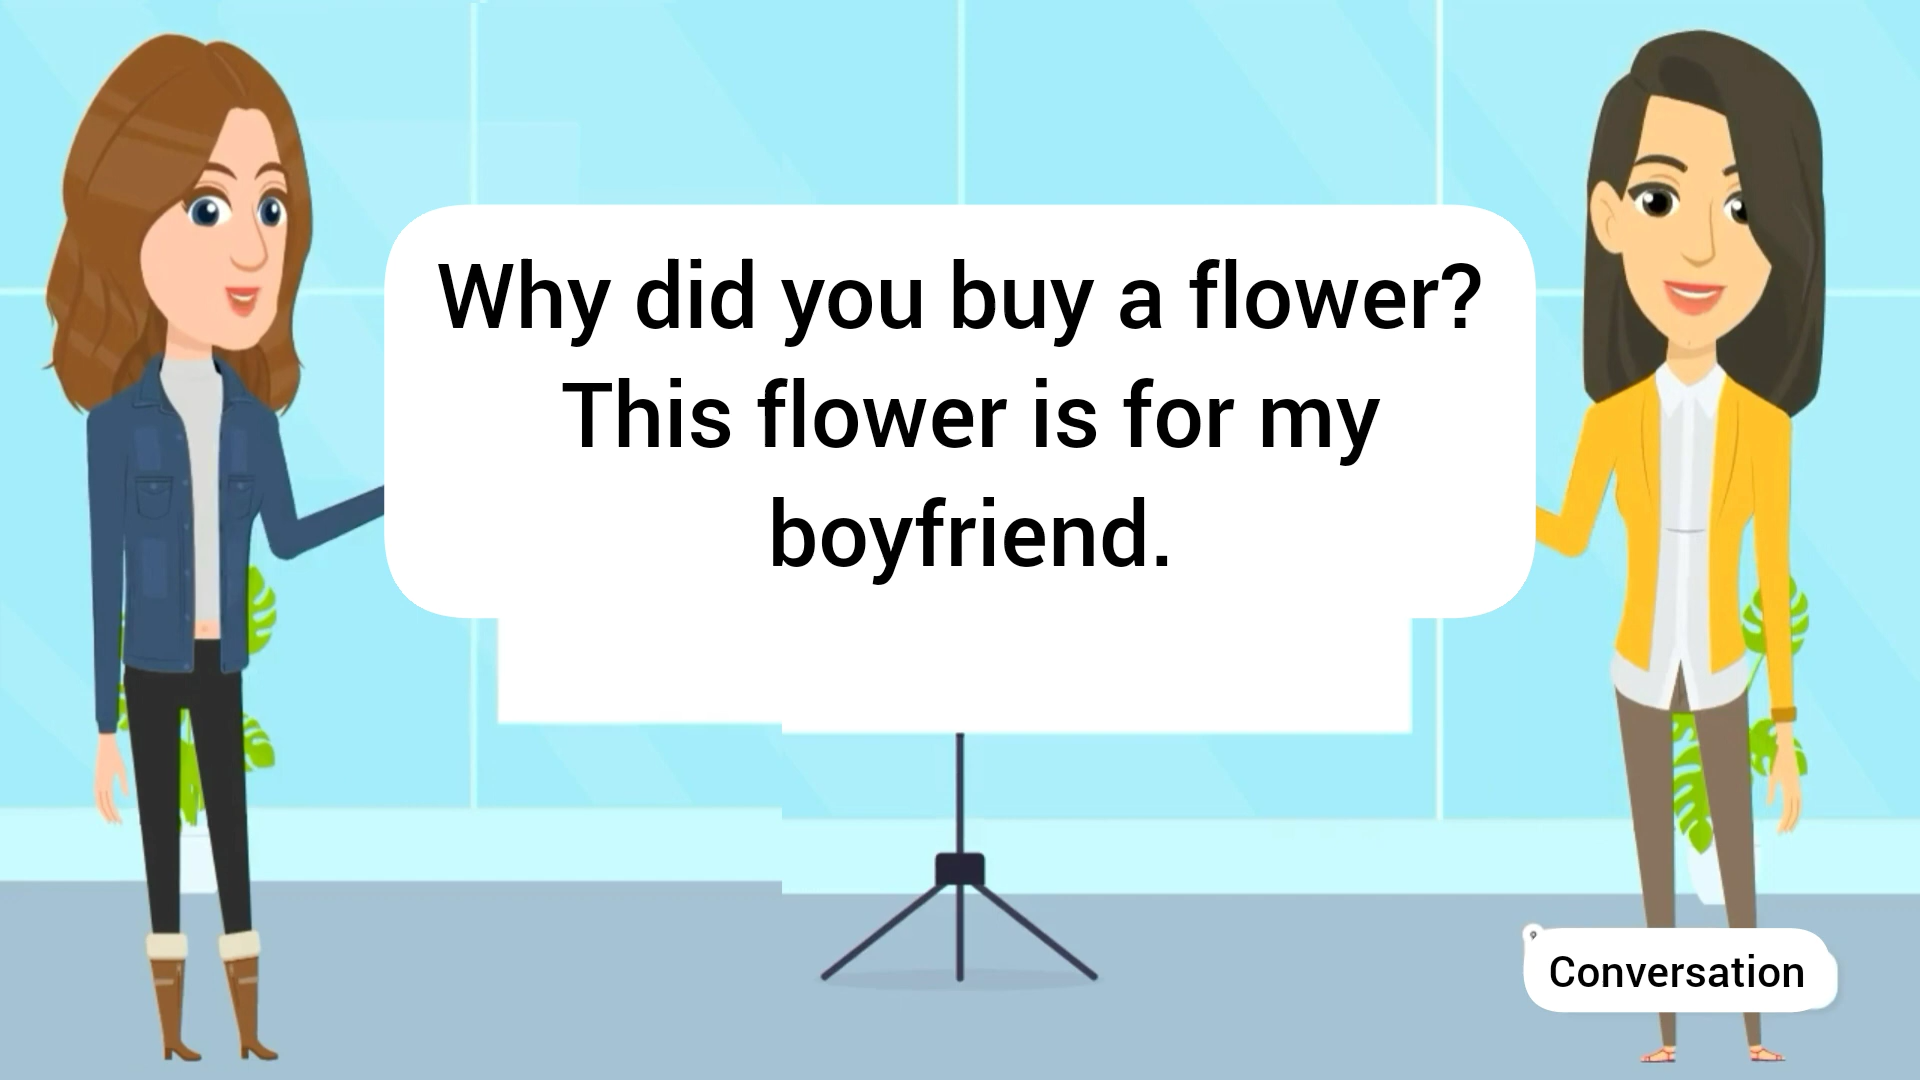 Why did you buy a flower?
This flower is for my
boyfriend.
Conversation